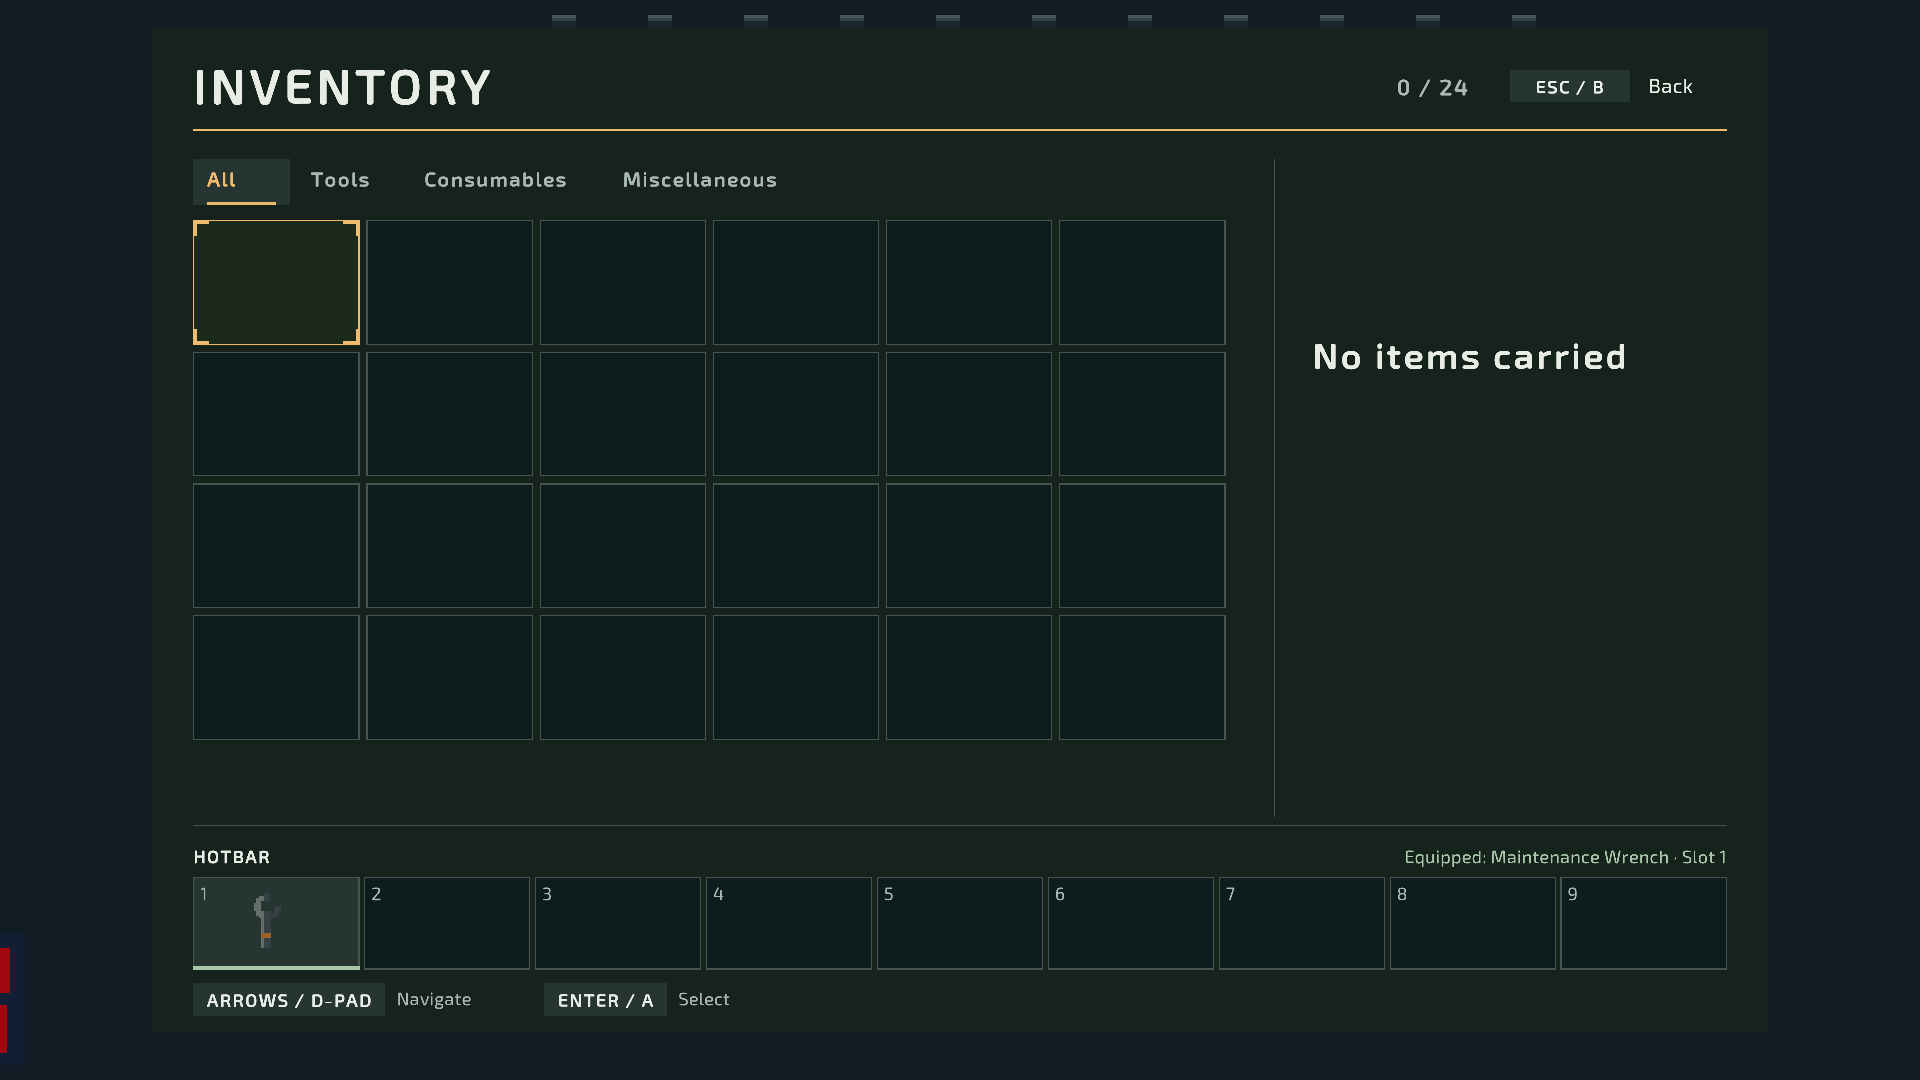 INVENTORY
0 / 24
ESC / B
Back
All
Tools
Consumables
Miscellaneous
No items carried
HOTBAR
Equipped: Maintenance Wrench · Slot 1
1
2
3
4
5
6
7
8
9
ARROWS / D-PAD
Navigate
ENTER / A
Select